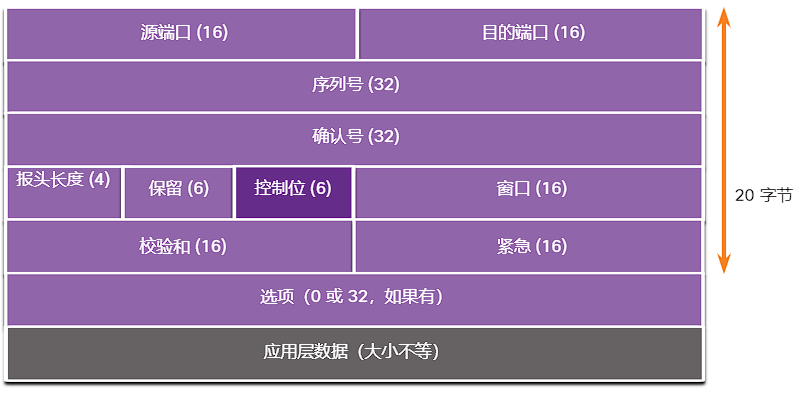 源端口 (16)
目的端口 (16)
序列号 (32)
确认号 (32)
报头长度 (4)
保留 (6)
控制位 (6)
窗口 (16)
20 字节
校验和 (16)
紧急 (16)
选项（0 或 32，如果有）
应用层数据（大小不等）